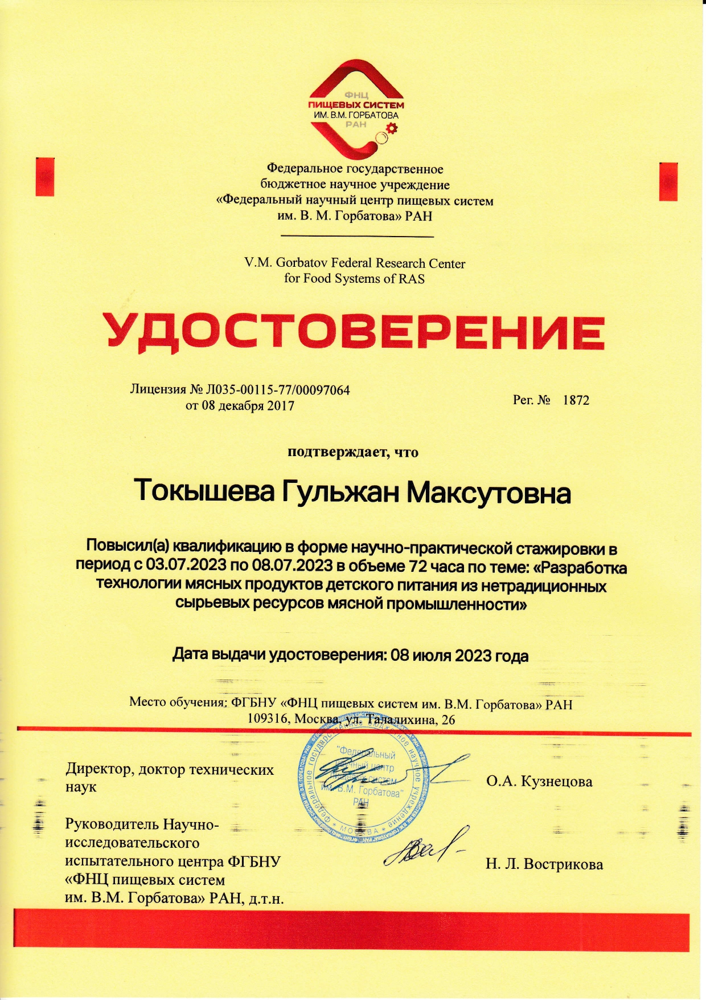 ФНЦ
ПИЩЕВЫХ СИСТЕМ
ИМ. В.М. ГОРБАТОВА
РАН
Федеральное государственное
бюджетное научное учреждение
«Федеральный научный центр пищевых систем
им. В. М. Горбатова» РАН
V.M. Gorbatov Federal Research Center
for Food Systems of RAS
УДОСТОВЕРЕНИЕ
Лицензия № Л035-00115-77/00097064
от 08 декабря 2017
Рег. № 1872
подтверждает, что
Токышева Гульжан Максутовна
Повысил(а) квалификацию в форме научно-практической стажировки в
период с 03.07.2023 по 08.07.2023 в объеме 72 часа по теме: «Разработка
технологии мясных продуктов детского питания из нетрадиционных
сырьевых ресурсов мясной промышленности»
Дата выдачи удостоверения: 08 июля 2023 года
Место обучения: ФГБНУ «ФНЦ пищевых систем им. В.М. Горбатова» РАН
109316, Москва, ул. Талалихина, 26
Федеральное государственное бюджетное научное учреждение * МОСКВА *
"Федеральный
научный центр
пищевых систем
им. В.М. Горбатова"
РАН
Директор, доктор технических
наук
О.А. Кузнецова
Руководитель Научно-
исследовательского
испытательного центра ФГБНУ
«ФНЦ пищевых систем
им. В.М. Горбатова» РАН, д.т.н.
Н. Л. Вострикова